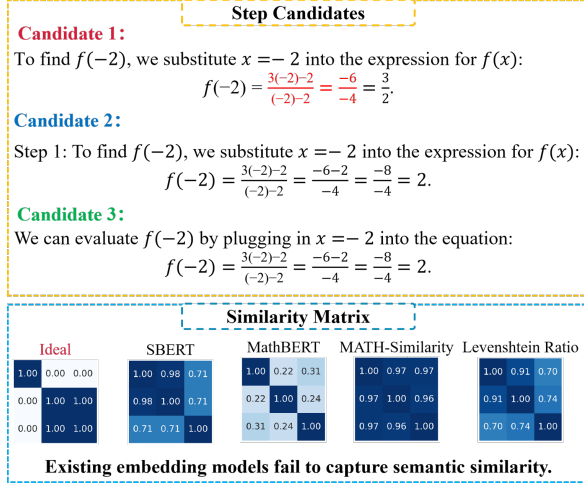 Step Candidates
Candidate 1:
To find f(−2), we substitute x =− 2 into the expression for f(x):
f(−2) = \frac{3(−2)−2}{(−2)−2} = \frac{−6}{−4} = \frac{3}{2}.
Candidate 2:
Step 1: To find f(−2), we substitute x =− 2 into the expression for f(x):
f(−2) = \frac{3(−2)−2}{(−2)−2} = \frac{−6−2}{−4} = \frac{−8}{−4} = 2.
Candidate 3:
We can evaluate f(−2) by plugging in x =− 2 into the equation:
f(−2) = \frac{3(−2)−2}{(−2)−2} = \frac{−6−2}{−4} = \frac{−8}{−4} = 2.
Similarity Matrix
Ideal SBERT MathBERT MATH-Similarity Levenshtein Ratio
1.00 0.00 0.00 1.00 0.98 0.71 1.00 0.22 0.31 1.00 0.97 0.97 1.00 0.91 0.70
0.00 1.00 1.00 0.98 1.00 0.71 0.22 1.00 0.24 0.97 1.00 0.96 0.91 1.00 0.74
0.00 1.00 1.00 0.71 0.71 1.00 0.31 0.24 1.00 0.97 0.96 1.00 0.70 0.74 1.00
Existing embedding models fail to capture semantic similarity.